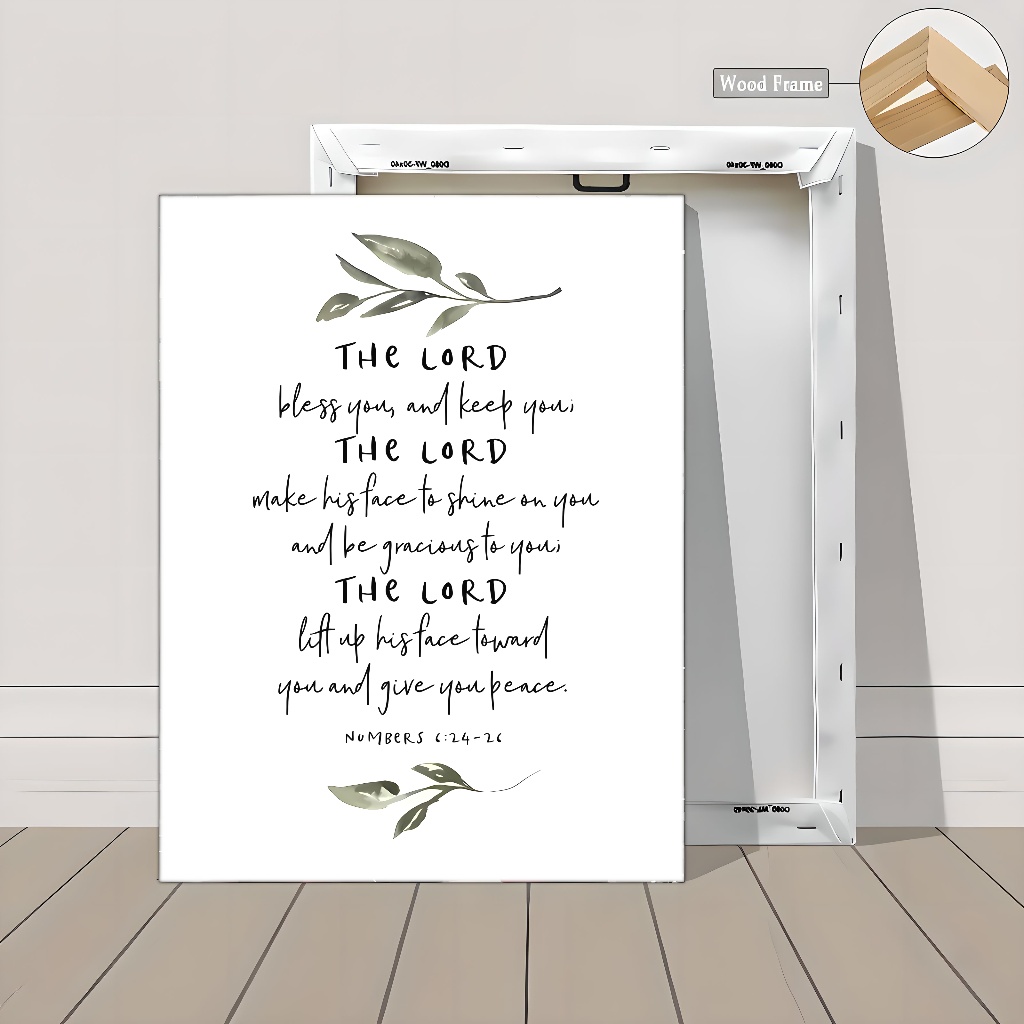 Wood Frame
THE LORD
bless you, and keep you;
THE LORD
make his face to shine on you
and be gracious to you;
THE LORD
lift up his face toward
you and give you peace.
NUMBERS 6:24-26